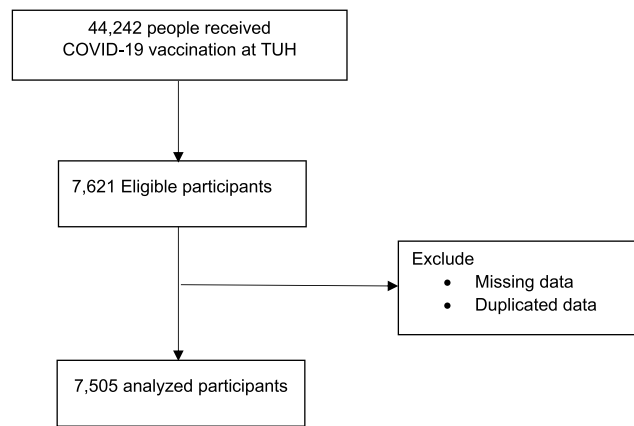 44,242 people received
COVID-19 vaccination at TUH
7,621 Eligible participants
Exclude
• Missing data
• Duplicated data
7,505 analyzed participants